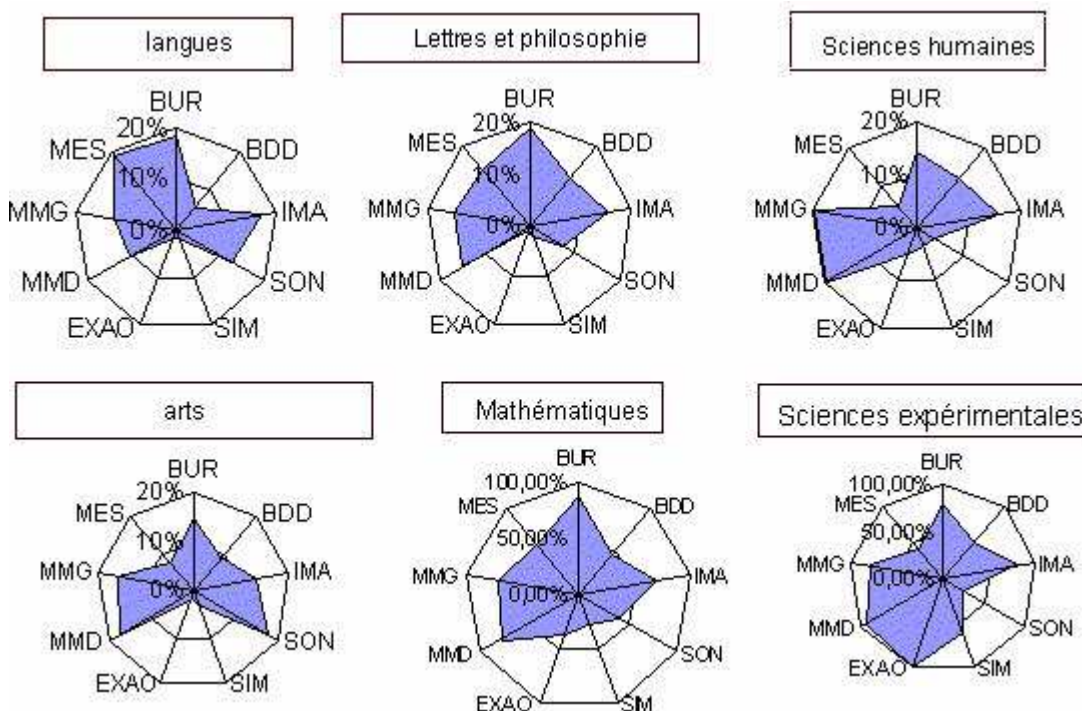 langues
BUR
20%
MES
BDD
10%
MMG
IMA
0%
MMD
SON
EXAO
SIM
Lettres et philosophie
BUR
20%
MES
BDD
10%
MMG
IMA
0%
MMD
SON
EXAO
SIM
Sciences humaines
BUR
20%
MES
BDD
10%
MMG
IMA
0%
MMD
SON
EXAO
SIM
arts
BUR
20%
MES
BDD
10%
MMG
IMA
0%
MMD
SON
EXAO
SIM
Mathématiques
BUR
100,00%
MES
BDD
50,00%
MMG
IMA
0,00%
MMD
SON
EXAO
SIM
Sciences expérimentales
BUR
100,00%
MES
BDD
50,00%
MMG
IMA
0,00%
MMD
SON
EXAO
SIM